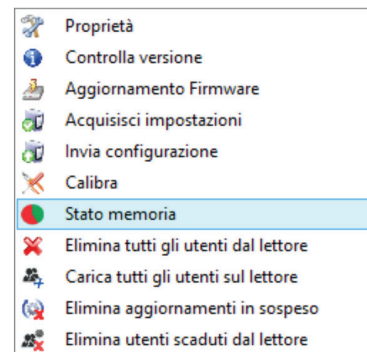 Proprietà
Controlla versione
Aggiornamento Firmware
Acquisisci impostazioni
Invia configurazione
Calibra
Stato memoria
Elimina tutti gli utenti dal lettore
Carica tutti gli utenti sul lettore
Elimina aggiornamenti in sospeso
Elimina utenti scaduti dal lettore